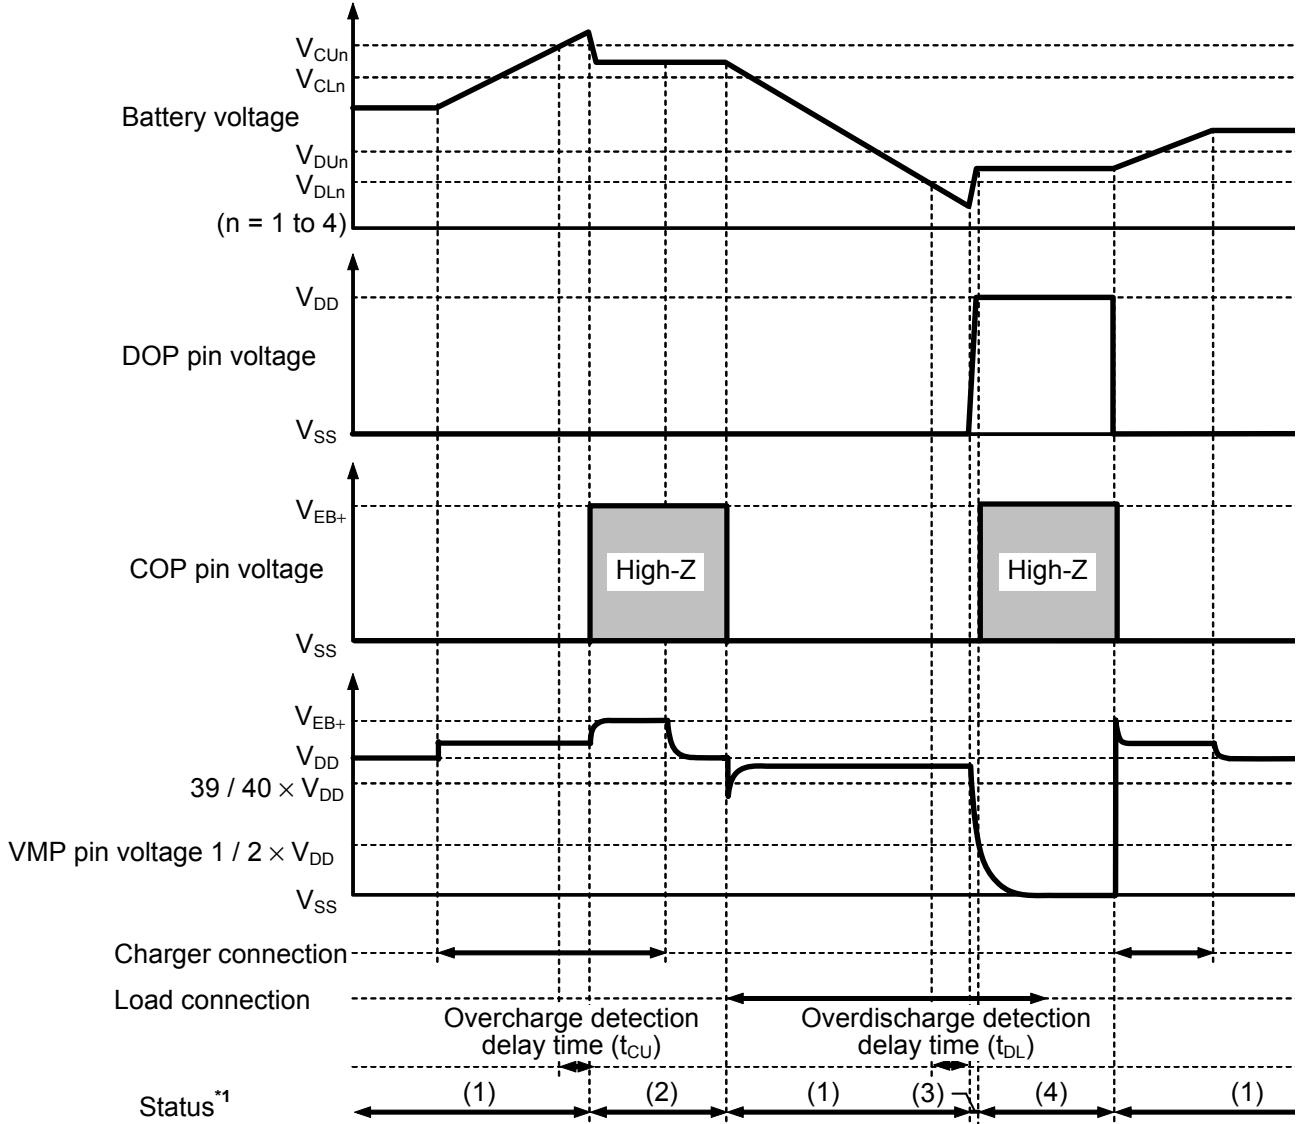 V_CUn
V_CLn
Battery voltage
V_DUn
V_DLn
(n = 1 to 4)
V_DD
DOP pin voltage
V_SS
V_EB+
COP pin voltage
High-Z
High-Z
V_SS
V_EB+
V_DD
39 / 40 × V_DD
VMP pin voltage 1 / 2 × V_DD
V_SS
Charger connection
Load connection
Overcharge detection
delay time (t_CU)
Overdischarge detection
delay time (t_DL)
Status*1
(1)
(2)
(1)
(3)
(4)
(1)